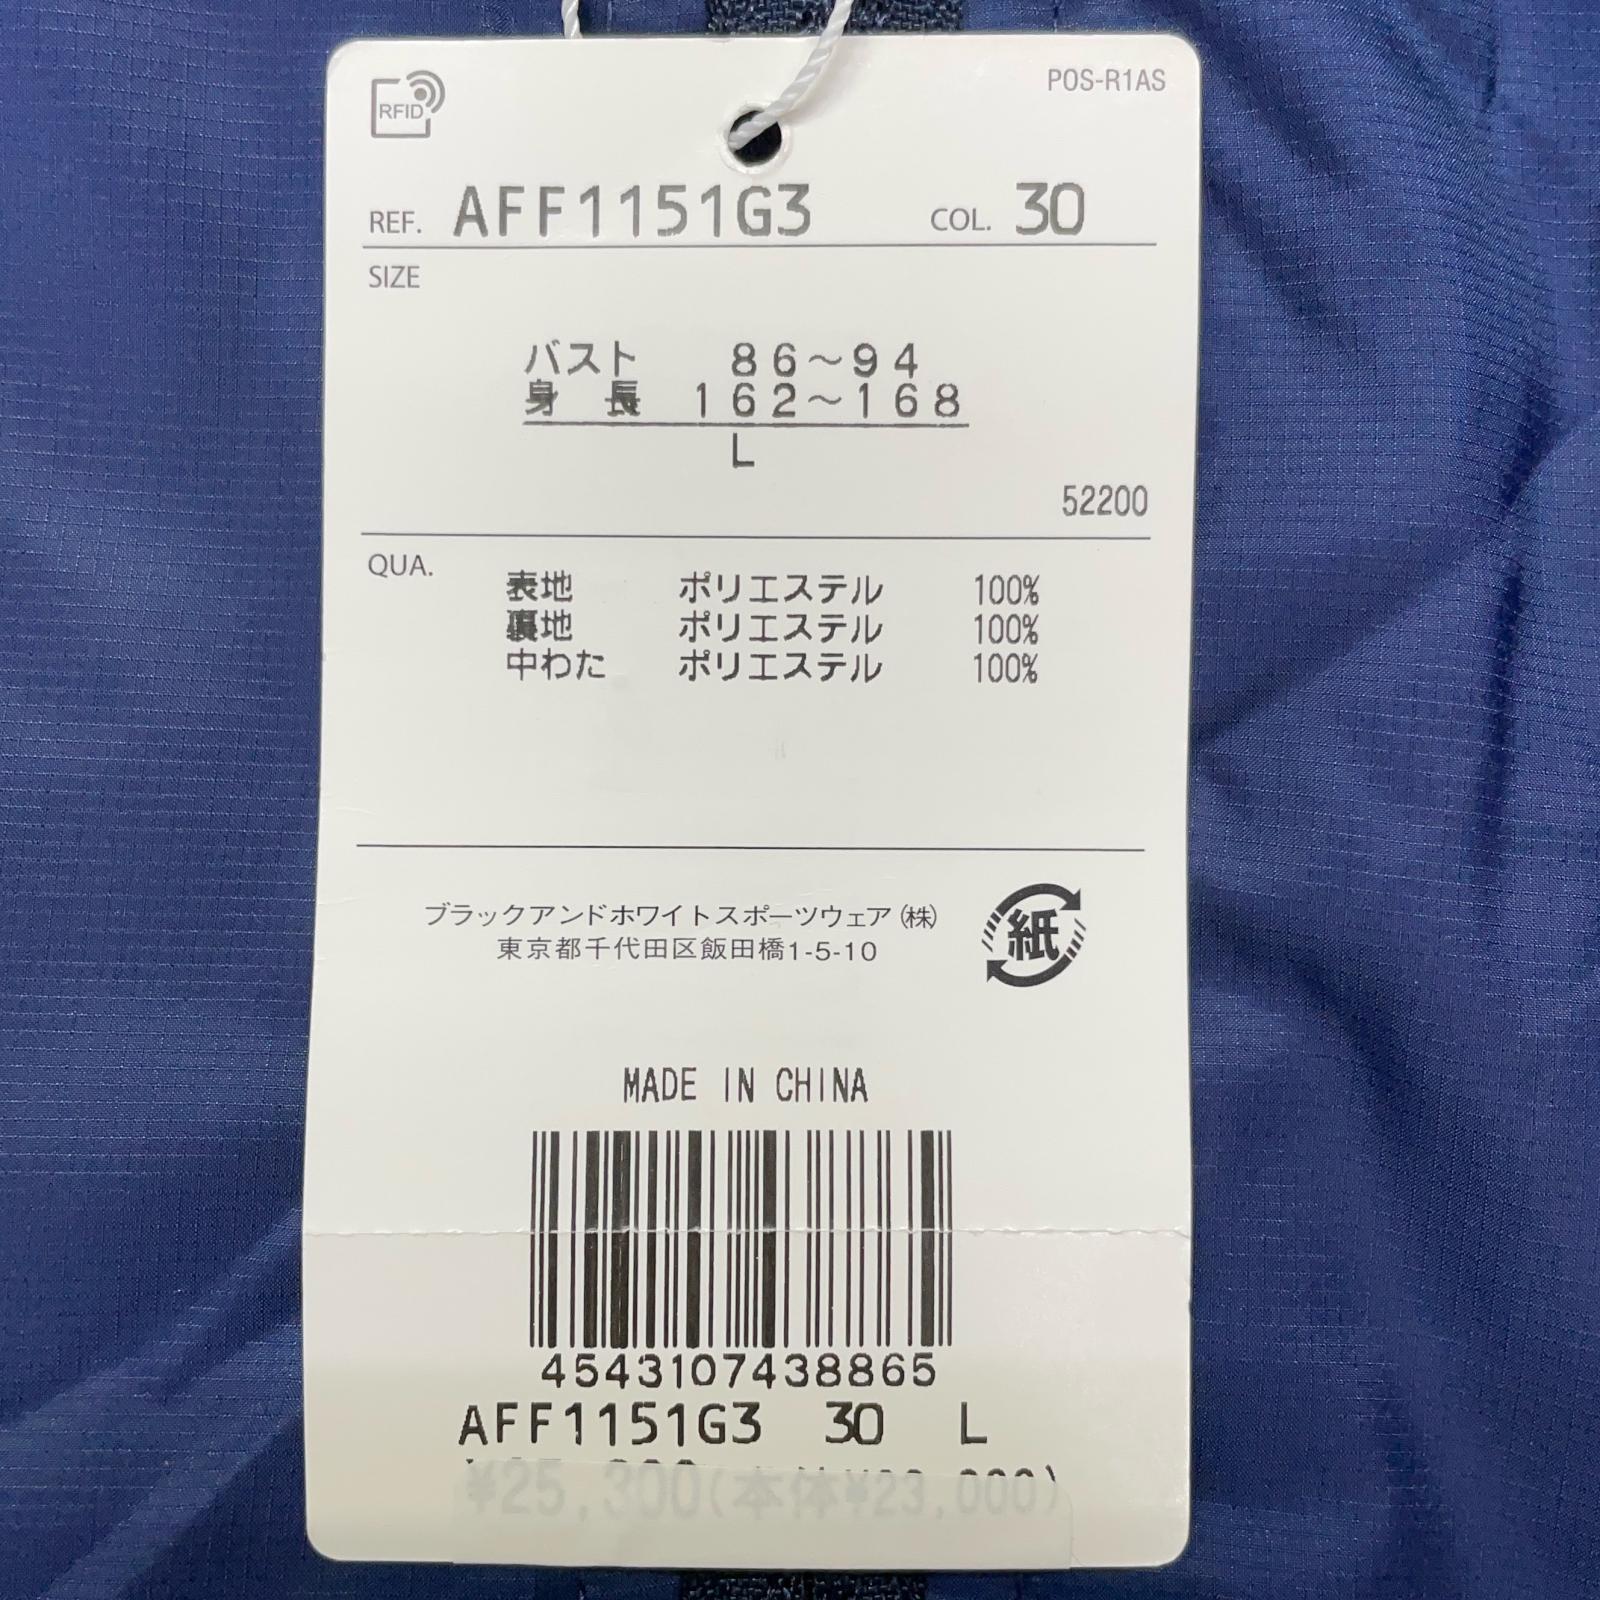 RFID
POS-R1AS
REF. AFF1151G3 COL. 30
SIZE
バスト 86～94
身長 162～168
L
52200
QUA.
表地 ポリエステル 100%
裏地 ポリエステル 100%
中わた ポリエステル 100%
ブラックアンドホワイトスポーツウェア(株)
東京都千代田区飯田橋1-5-10
紙
MADE IN CHINA
4543107438865
AFF1151G3 30 L
¥25,300(本体¥23,000)